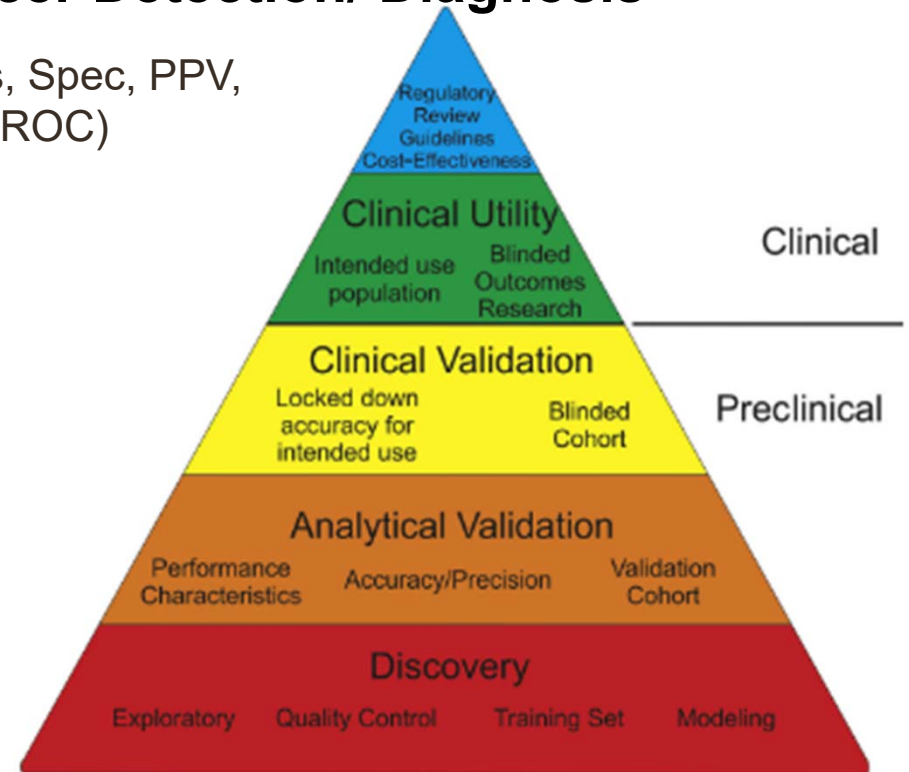 Detection/ Diagnosis
Spec, PPV,
ROC)
Regulatory
Review
Guidelines
Cost-Effectiveness
Clinical Utility
Intended use
population
Blinded
Outcomes
Research
Clinical
Clinical Validation
Locked down
accuracy for
intended use
Blinded
Cohort
Preclinical
Analytical Validation
Performance
Characteristics
Accuracy/Precision
Validation
Cohort
Discovery
Exploratory Quality Control Training Set Modeling